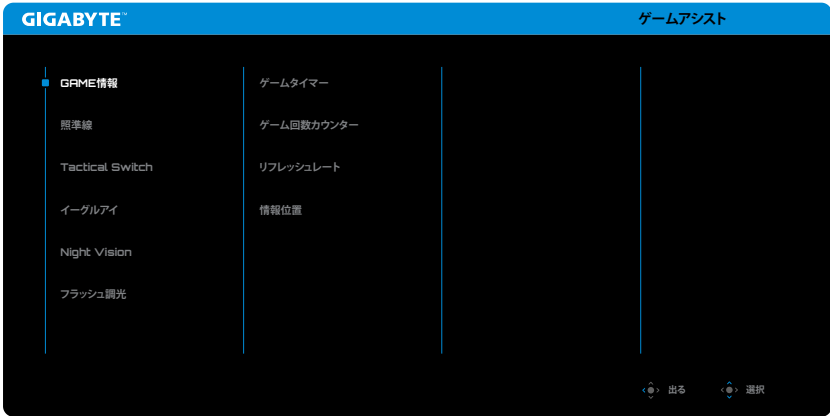 GIGABYTE™
ゲームアシスト
GAME情報
照準線
Tactical Switch
イーグルアイ
Night Vision
フラッシュ調光
ゲームタイマー
ゲーム回数カウンター
リフレッシュレート
情報位置
出る
選択